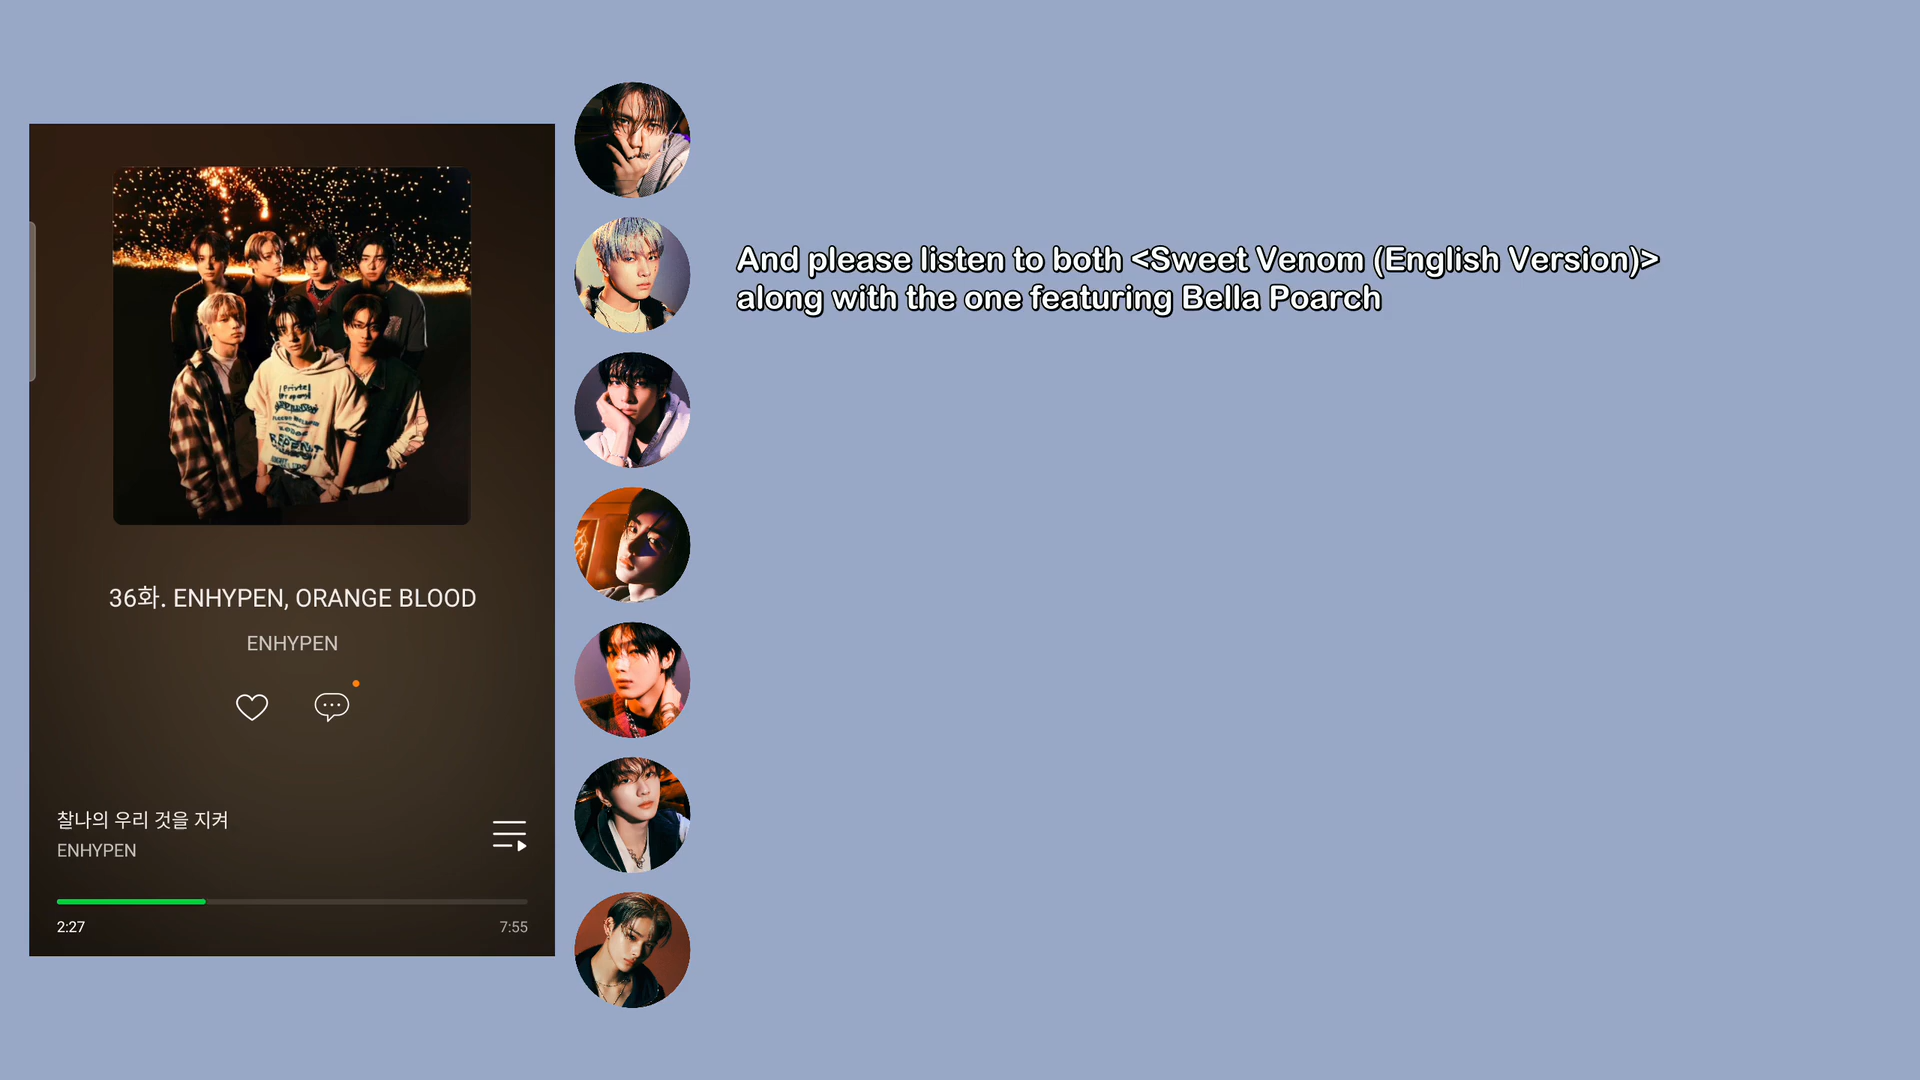 And please listen to both <Sweet Venom (English Version)>
along with the one featuring Bella Poarch
36화. ENHYPEN, ORANGE BLOOD
ENHYPEN
찰나의 우리 것을 지켜
ENHYPEN
2:27
7:55